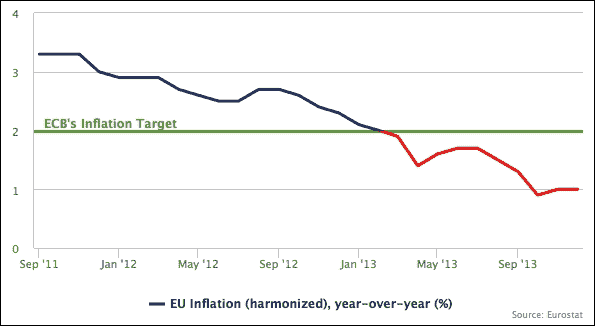 4
3
ECB's Inflation Target
2
1
0
Sep '11 Jan '12 May '12 Sep '12 Jan '13 May '13 Sep '13
EU Inflation (harmonized), year-over-year (%)
Source: Eurostat